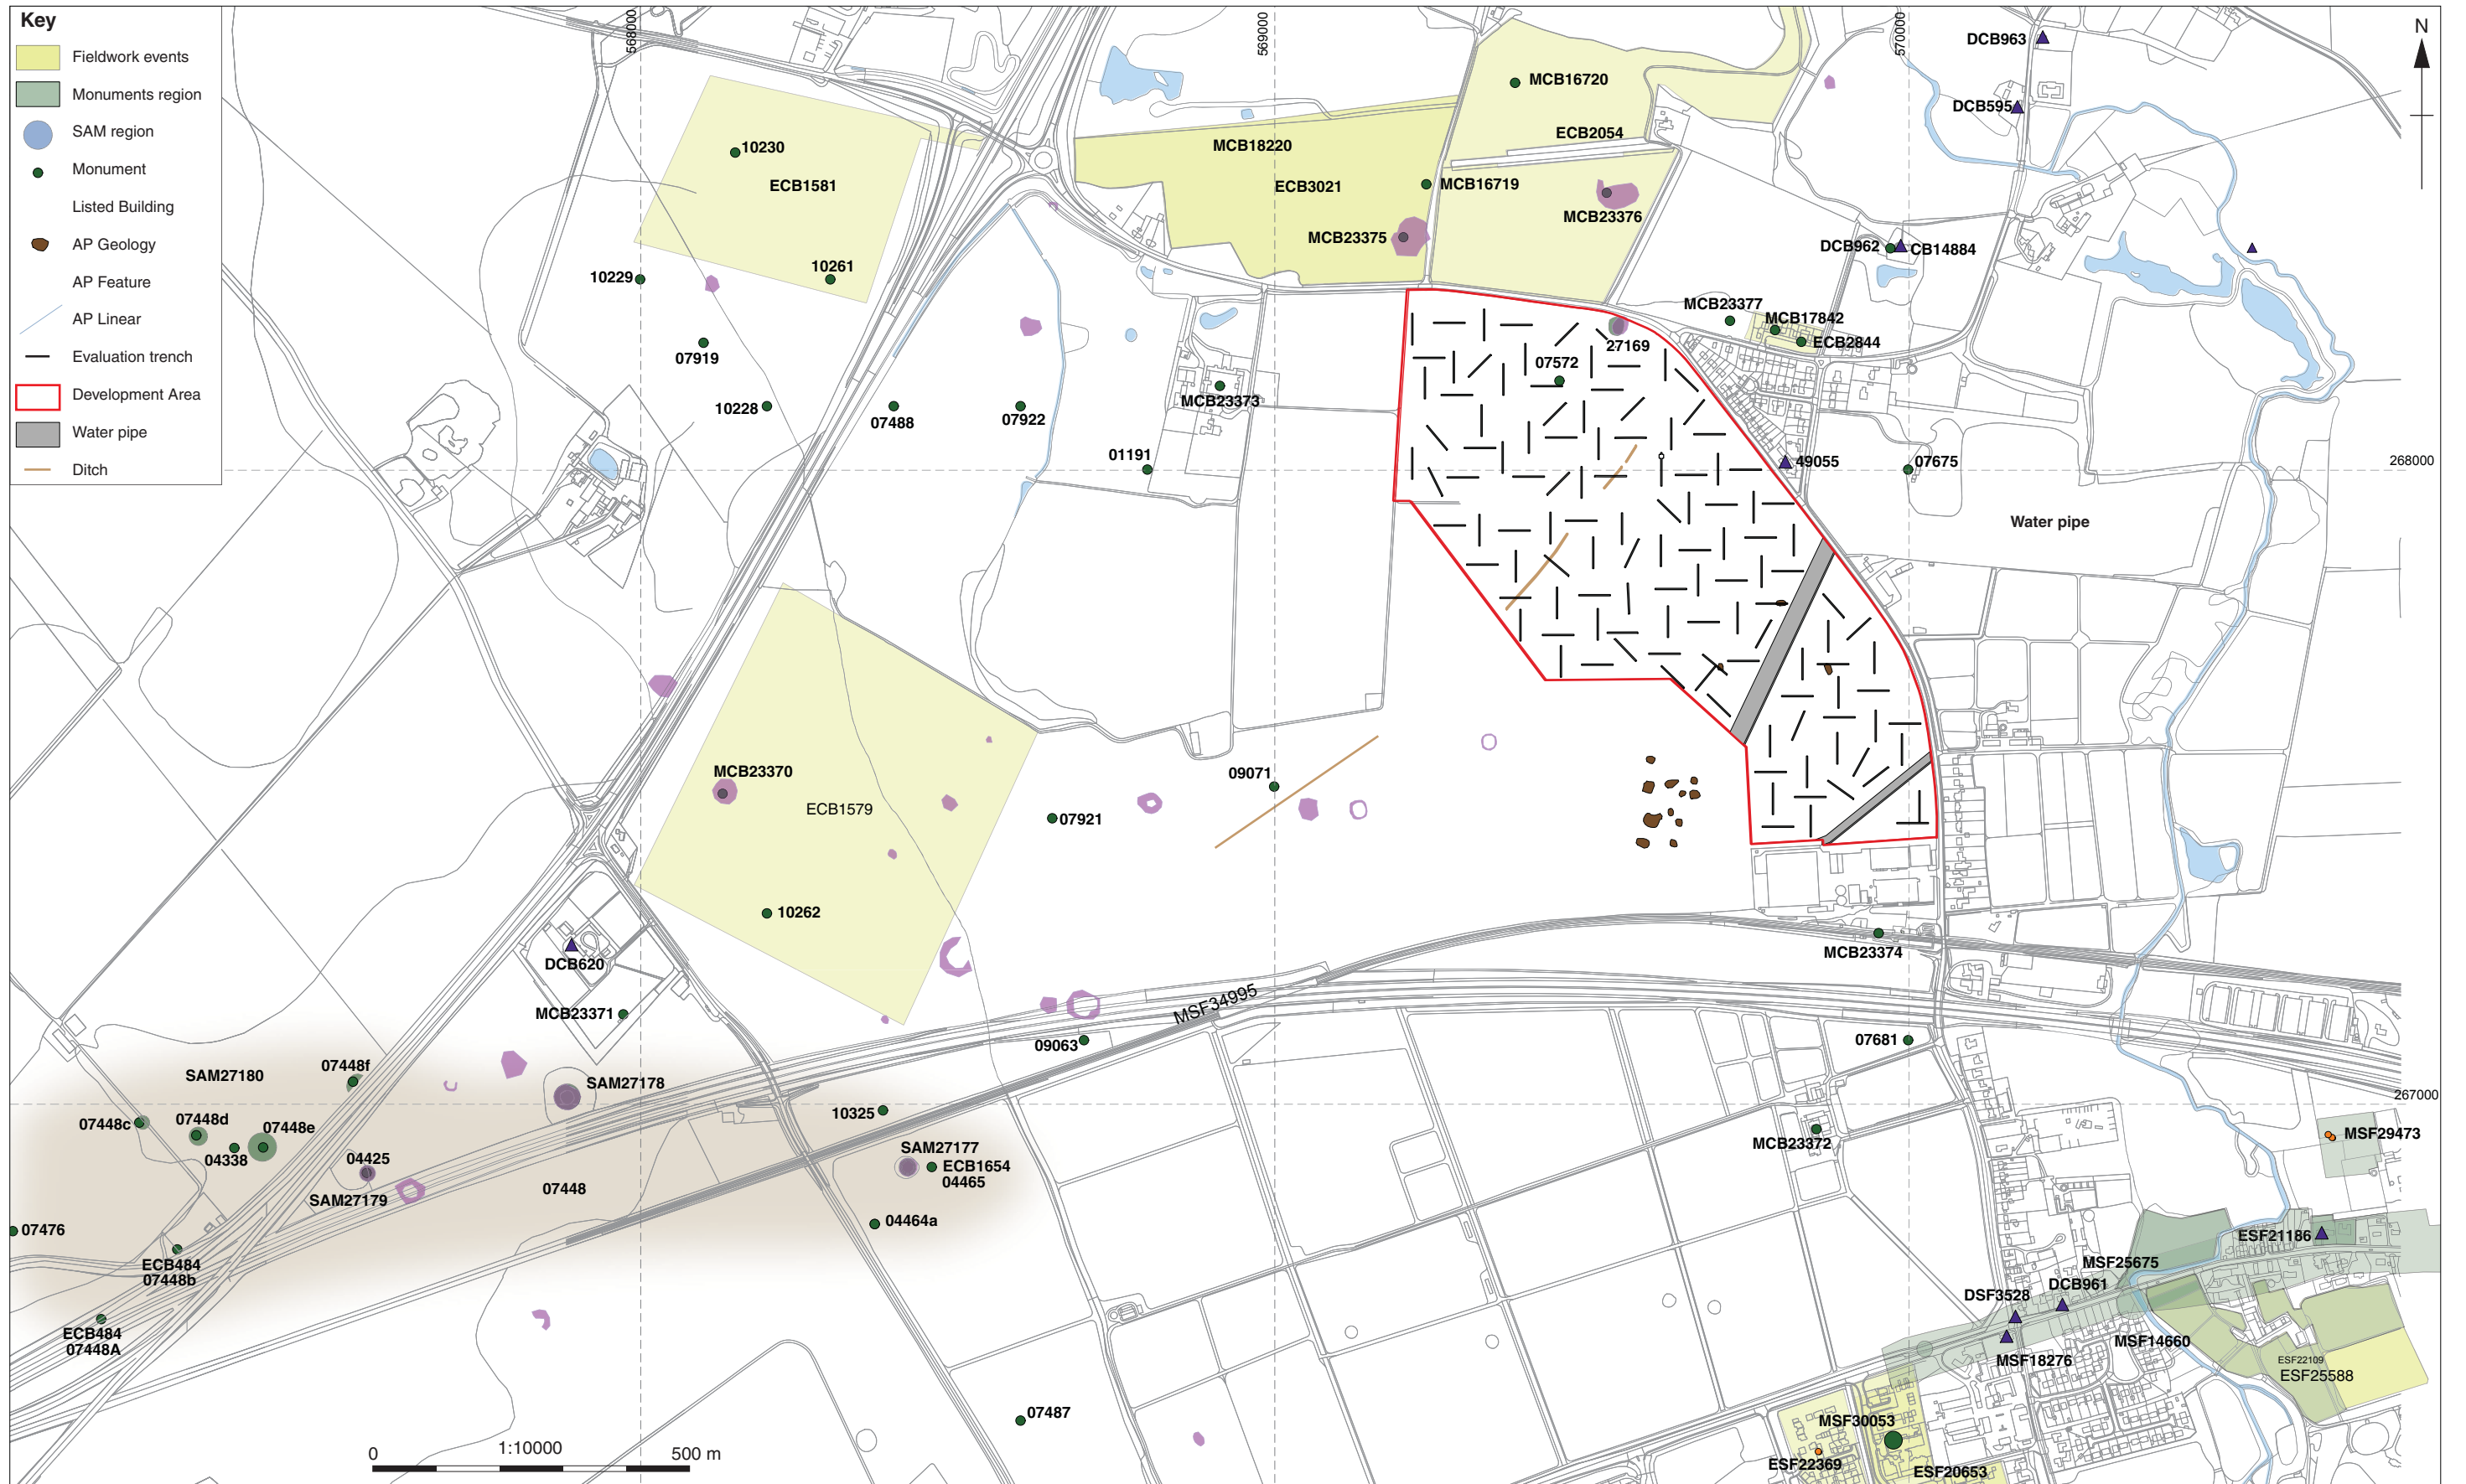 Key
Fieldwork events
Monuments region
SAM region
Monument
Listed Building
AP Geology
AP Feature
AP Linear
Evaluation trench
Development Area
Water pipe
Ditch
568000
569000
570000
N
DCB963
DCB595
MCB16720
ECB2054
MCB18220
10230
ECB1581
ECB3021
MCB16719
MCB23376
MCB23375
DCB962
CB14884
10229
10261
MCB23377
MCB17842
ECB2844
27169
07919
07572
10228
07488
07922
MCB23373
01191
49055
07675
268000
Water pipe
MCB23370
09071
ECB1579
07921
10262
DCB620
MCB23374
MSF34995
MCB23371
09063
07681
SAM27180
07448f
SAM27178
267000
07448c
07448d
07448e
10325
MSF29473
04338
04425
SAM27177
ECB1654
04465
MCB23372
SAM27179
07448
07476
04464a
ESF21186
ECB484
07448b
MSF25675
DCB961
DSF3528
ECB484
07448A
MSF14660
MSF18276
ESF22109
ESF25588
07487
MSF30053
1:10000
0
500 m
ESF22369
ESF20653